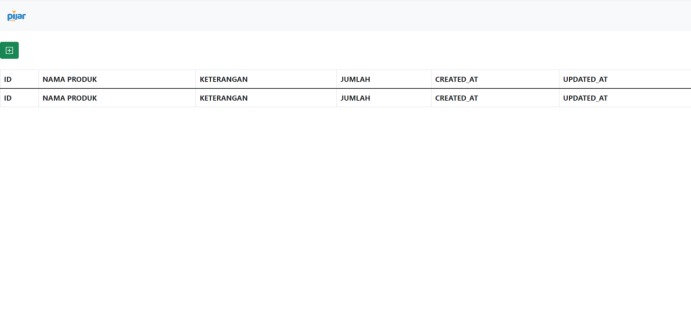 pijar
ID NAMA PRODUK KETERANGAN JUMLAH CREATED_AT UPDATED_AT
ID NAMA PRODUK KETERANGAN JUMLAH CREATED_AT UPDATED_AT